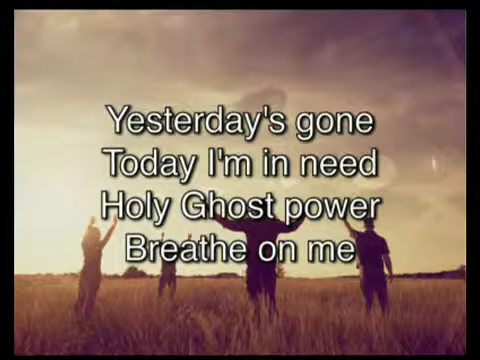 Yesterday's gone
Today I'm in need
Holy Ghost power
Breathe on me